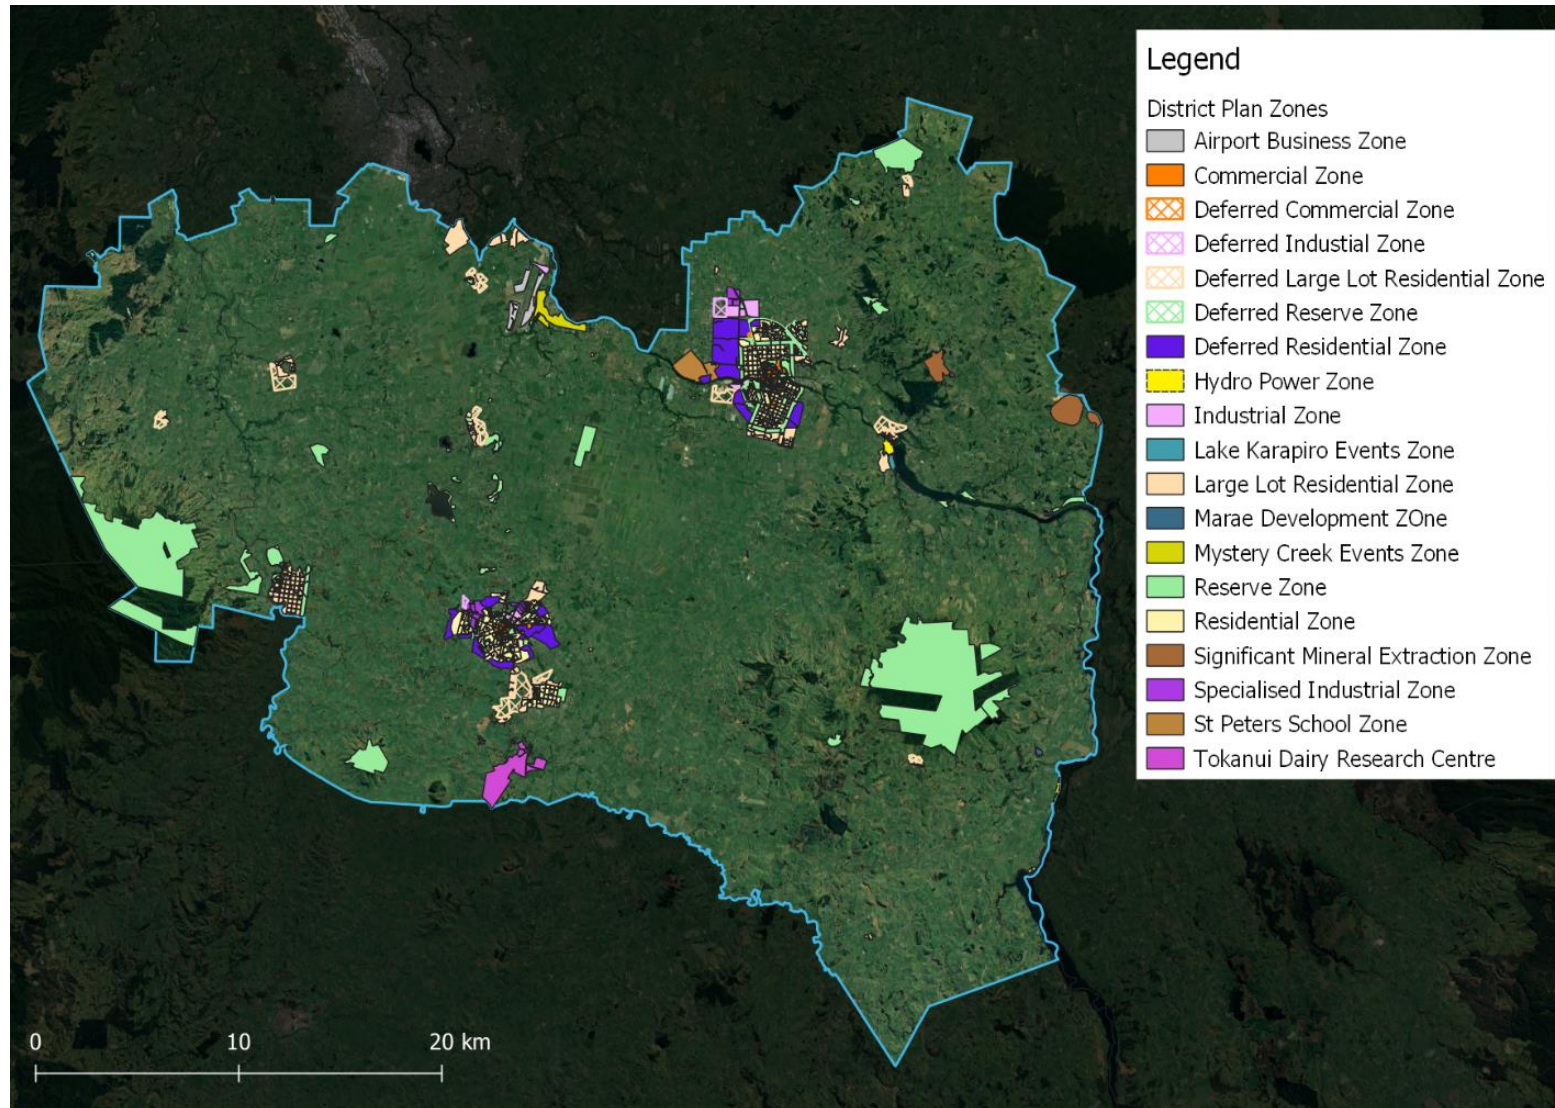 Legend
District Plan Zones
Airport Business Zone
Commercial Zone
Deferred Commercial Zone
Deferred Industial Zone
Deferred Large Lot Residential Zone
Deferred Reserve Zone
Deferred Residential Zone
Hydro Power Zone
Industrial Zone
Lake Karapiro Events Zone
Large Lot Residential Zone
Marae Development ZOne
Mystery Creek Events Zone
Reserve Zone
Residential Zone
Significant Mineral Extraction Zone
Specialised Industrial Zone
St Peters School Zone
Tokanui Dairy Research Centre
0 10 20 km